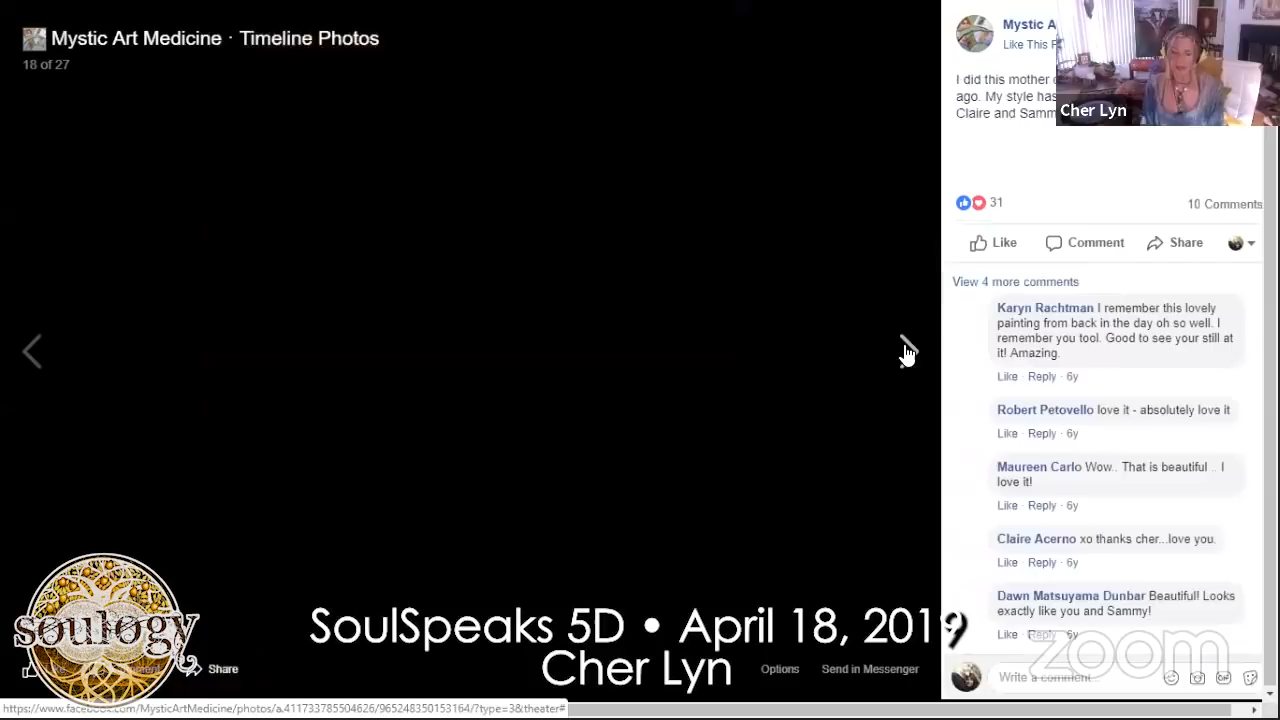 Mystic Art Medicine · Timeline Photos
18 of 27
Mystic A
Like This P
I did this mother
ago. My style has
Claire and Samm
Cher Lyn
31
10 Comments
Like Comment Share
View 4 more comments
Karyn Rachtman I remember this lovely
painting from back in the day oh so well. I
remember you tool. Good to see your still at
it! Amazing.
Like · Reply · 6y
Robert Petovello love it - absolutely love it
Like · Reply · 6y
Maureen Carlo Wow.. That is beautiful .. I
love it!
Like · Reply · 6y
Claire Acerno xo thanks cher...love you.
Like · Reply · 6y
Dawn Matsuyama Dunbar Beautiful! Looks
exactly like you and Sammy!
Like · Reply · 6y
Write a comment...
zoom
soulogy
SoulSpeaks 5D • April 18, 2019
Cher Lyn
Share
Options
Send in Messenger
https://www.facebook.com/MysticArtMedicine/photos/a.411733785504626/965248350153164/?type=3&theater#